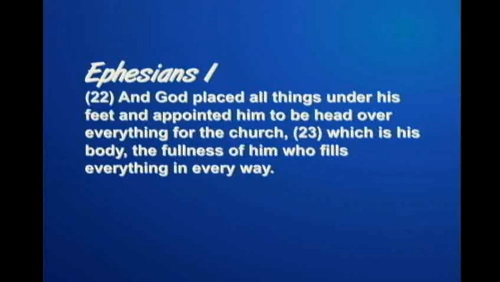 Ephesians 1
(22) And God placed all things under his
feet and appointed him to be head over
everything for the church, (23) which is his
body, the fullness of him who fills
everything in every way.